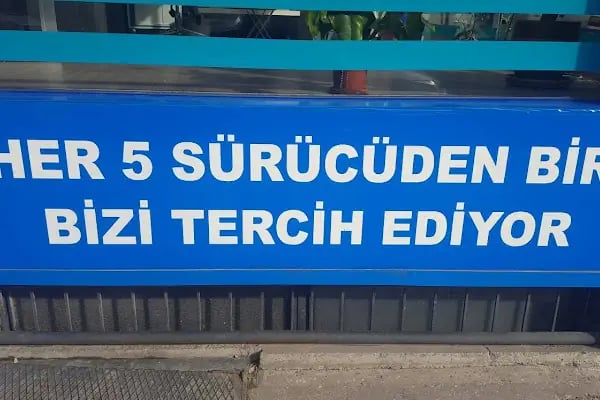 HER 5 SÜRÜCÜDEN BİR
BİZİ TERCİH EDİYOR